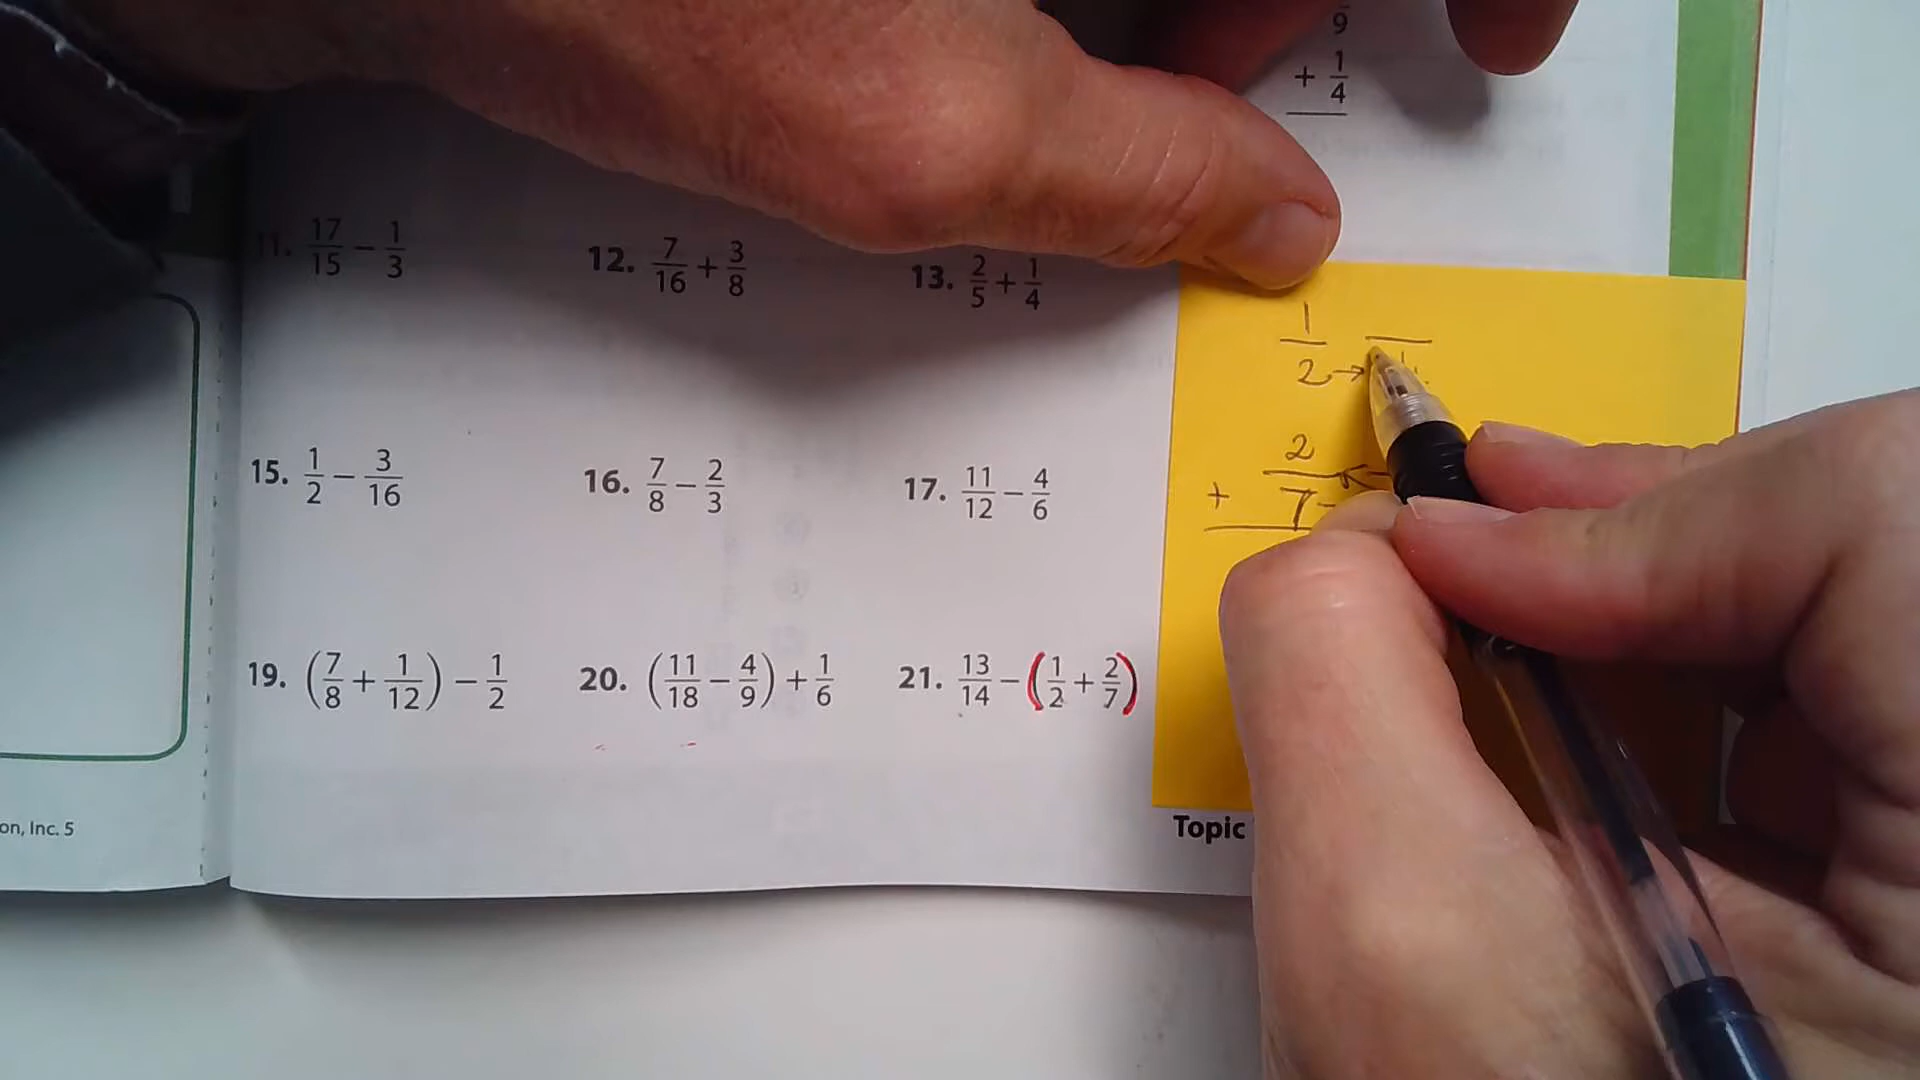 9
+ 1/4
11. 17/15 − 1/3
12. 7/16 + 3/8
13. 2/5 + 1/4
15. 1/2 − 3/16
16. 7/8 − 2/3
17. 11/12 − 4/6
19. (7/8 + 1/12) − 1/2
20. (11/18 − 4/9) + 1/6
21. 13/14 − (1/2 + 2/7)
1/2 →
+ 2/7
on, Inc. 5
Topic